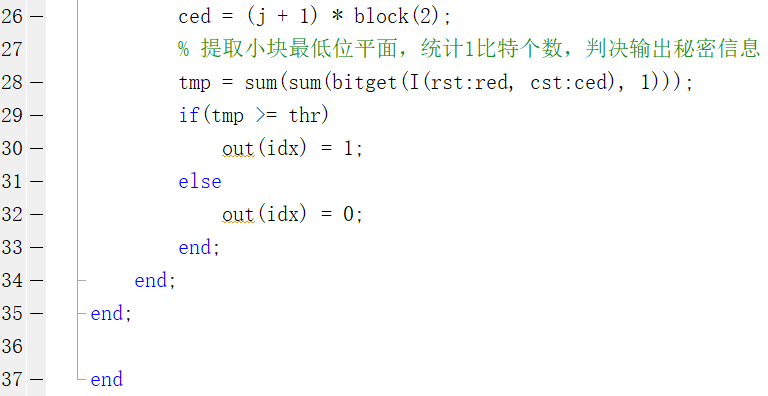 26 ced = (j + 1) * block(2);
27 % 提取小块最低位平面，统计1比特个数，判决输出秘密信息
28 tmp = sum(sum(bitget(I(rst:red, cst:ced), 1)));
29 if(tmp >= thr)
30 out(idx) = 1;
31 else
32 out(idx) = 0;
33 end;
34 end;
35 end;
36
37 end